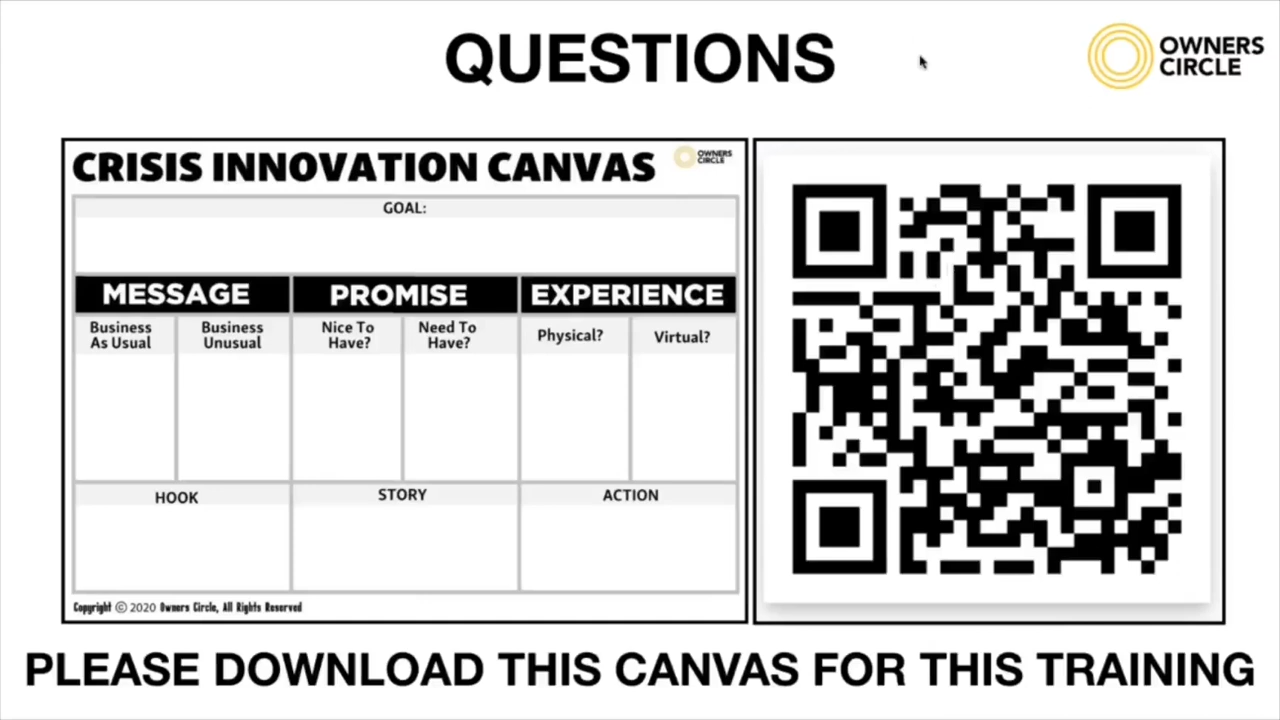 QUESTIONS
OWNERS
CIRCLE
CRISIS INNOVATION CANVAS
OWNERS
CIRCLE
GOAL:
MESSAGE
PROMISE
EXPERIENCE
Business
As Usual
Business
Unusual
Nice To
Have?
Need To
Have?
Physical?
Virtual?
HOOK
STORY
ACTION
Copyright © 2020 Owners Circle, All Rights Reserved
PLEASE DOWNLOAD THIS CANVAS FOR THIS TRAINING